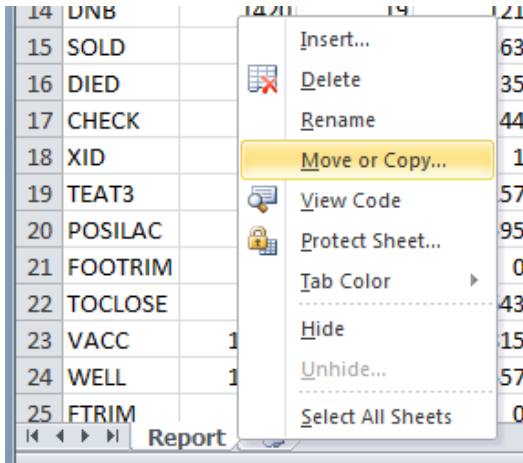 14 DNB 1420 19 121
15 SOLD 63
16 DIED 35
17 CHECK 44
18 XID 1
19 TEAT3 57
20 POSILAC 95
21 FOOTRIM 0
22 TOCLOSE 43
23 VACC 1 15
24 WELL 1 57
25 FTRIM 0
Report
Insert...
Delete
Rename
Move or Copy...
View Code
Protect Sheet...
Tab Color
Hide
Unhide...
Select All Sheets